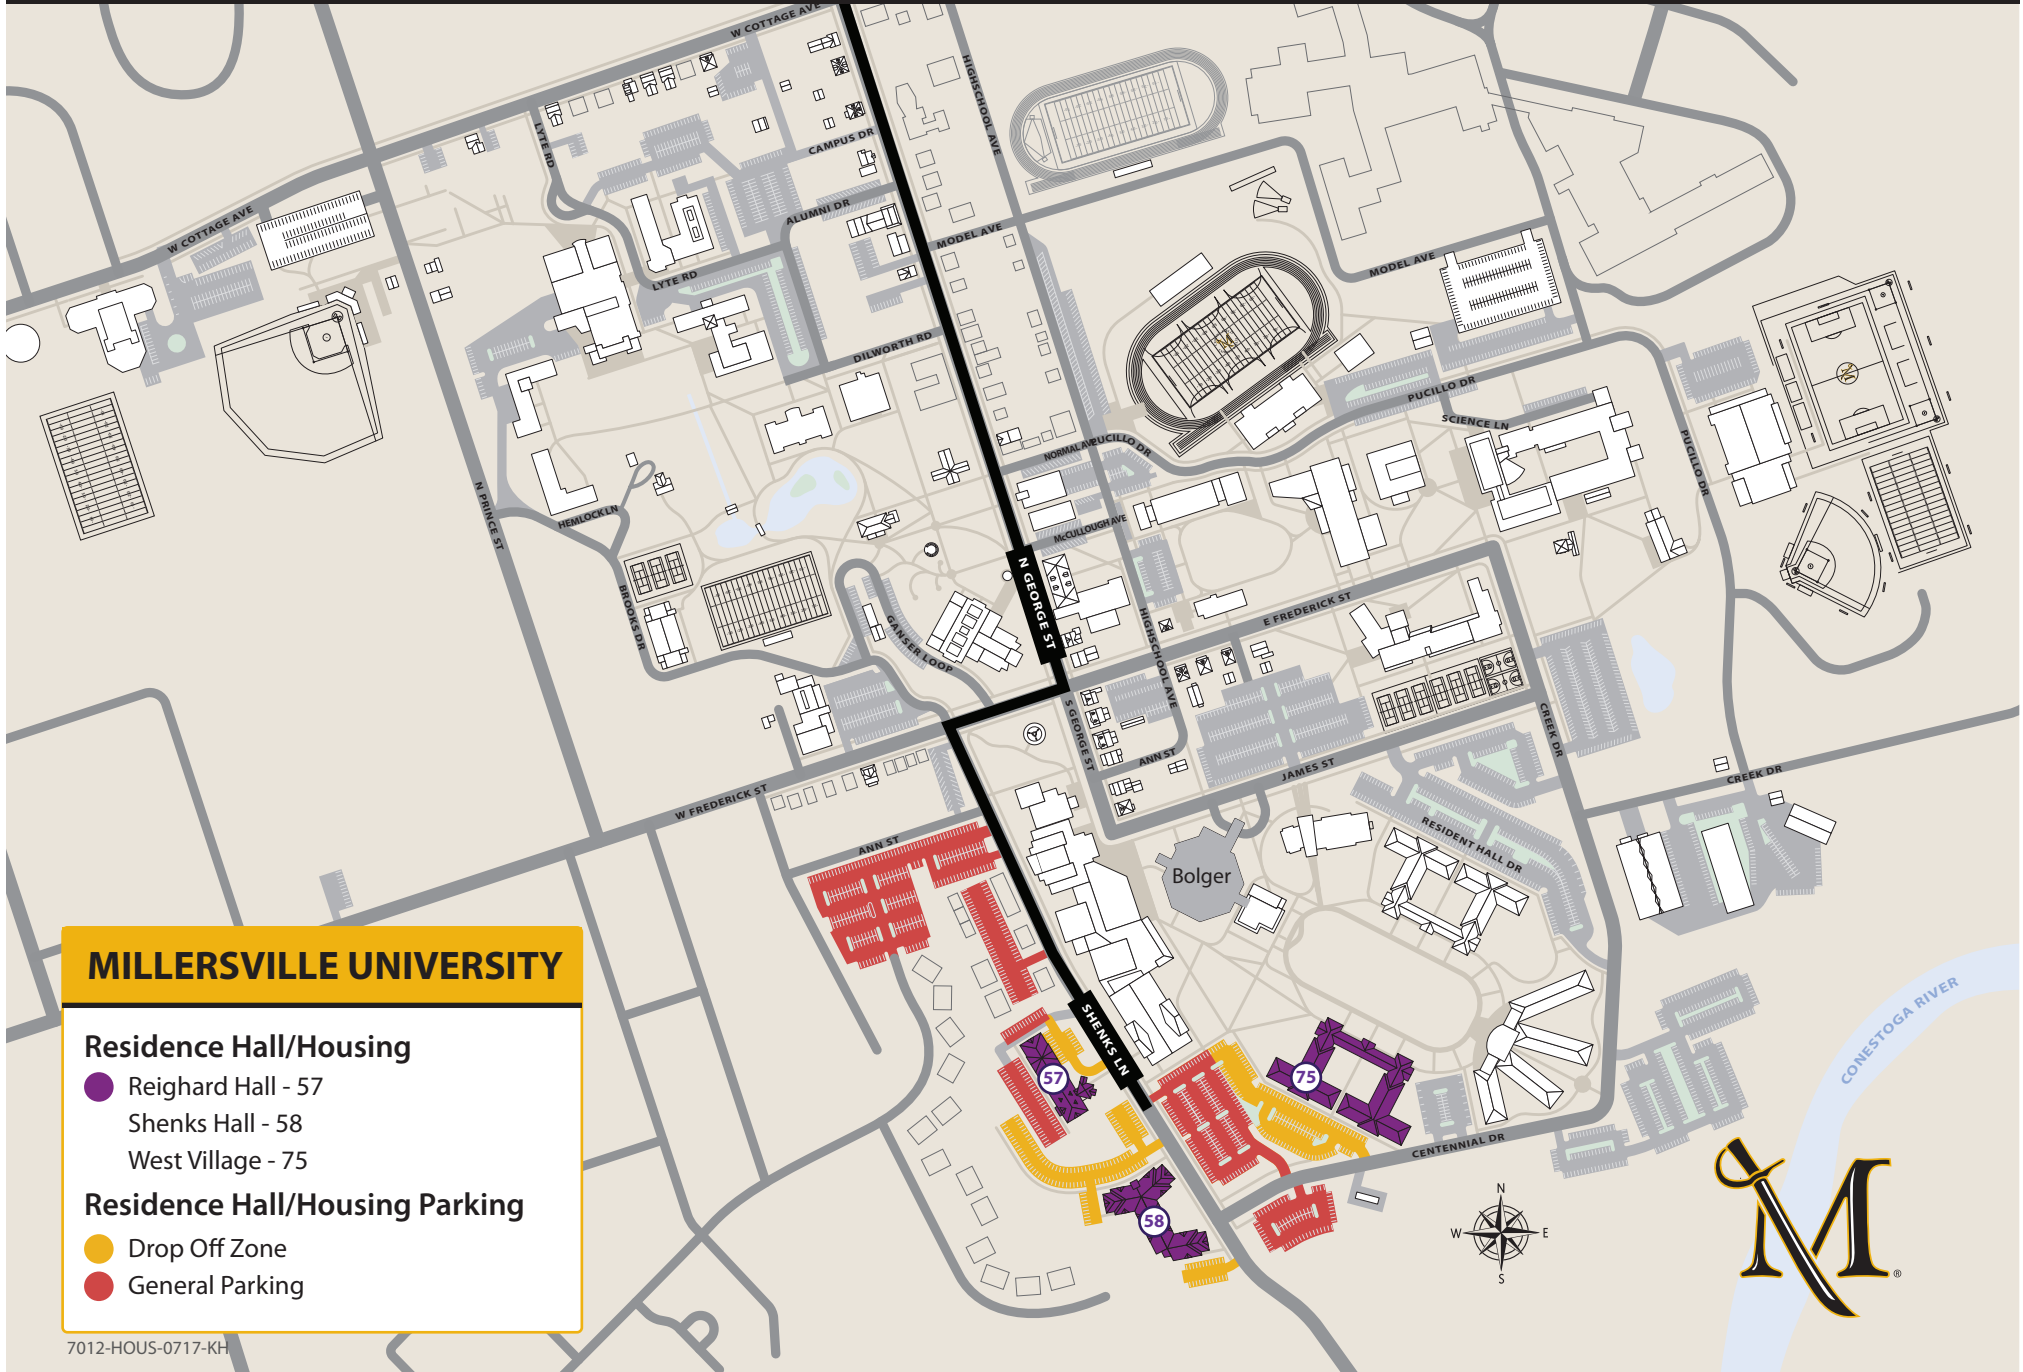 W COTTAGE AVE
HIGHSCHOOL AVE
LYTE RD
CAMPUS DR
W COTTAGE AVE
ALUMNI DR
MODEL AVE
MODEL AVE
LYTE RD
DILWORTH RD
M
M
PUCILLO DR
SCIENCE LN
NORMAL AVE
PUCILLO DR
PUCILLO DR
N PRINCE ST
HEMLOCK LN
McCULLOUGH AVE
N GEORGE ST
BROOKS DR
GANSER LOOP
HIGHSCHOOL AVE
E FREDERICK ST
S GEORGE ST
CREEK DR
ANN ST
JAMES ST
CREEK DR
W FREDERICK ST
ANN ST
RESIDENT HALL DR
Bolger
MILLERSVILLE UNIVERSITY
Residence Hall/Housing
Reighard Hall - 57
Shenks Hall - 58
West Village - 75
Residence Hall/Housing Parking
Drop Off Zone
General Parking
7012-HOUS-0717-KH
SHENKS LN
57
75
58
CENTENNIAL DR
CONESTOGA RIVER
N
W
E
S
M
®